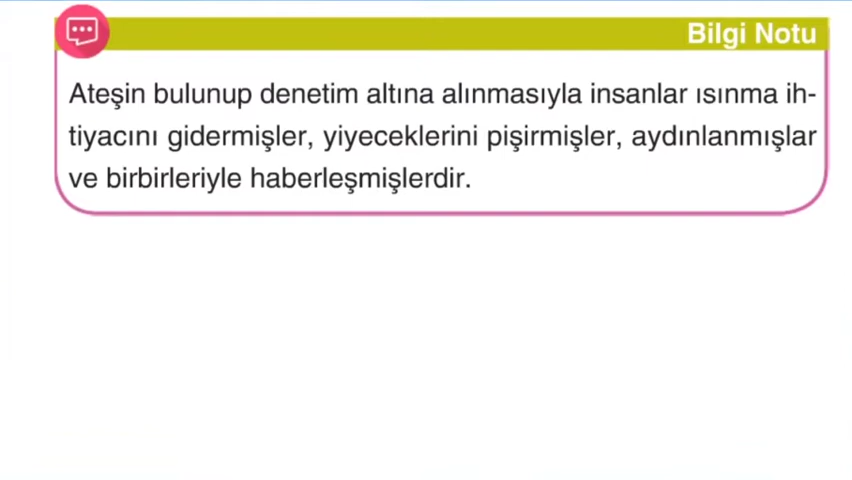 Bilgi Notu
Ateşin bulunup denetim altına alınmasıyla insanlar ısınma ih-
tiyacını gidermişler, yiyeceklerini pişirmişler, aydınlanmışlar
ve birbirleriyle haberleşmişlerdir.